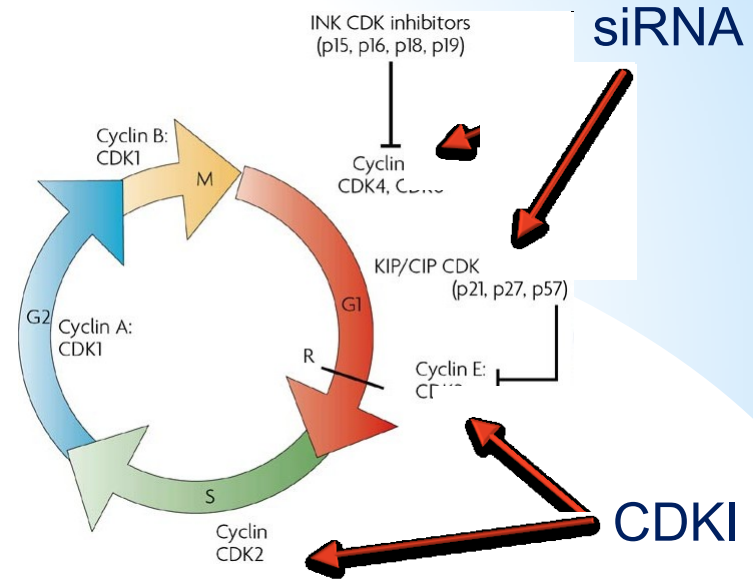 INK CDK inhibitors
(p15, p16, p18, p19)
siRNA
Cyclin B:
CDK1
M
Cyclin
CDK4,
KIP/CIP CDK
(p21, p27, p57)
G1
G2
Cyclin A:
CDK1
R
Cyclin E:
S
Cyclin
CDK2
CDKI